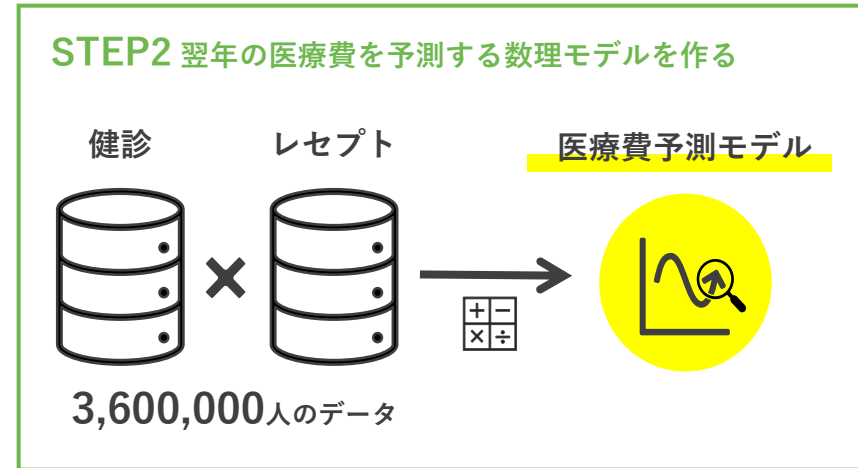 STEP2 翌年の医療費を予測する数理モデルを作る
健診 レセプト 医療費予測モデル
+ −
× ÷
3,600,000人のデータ